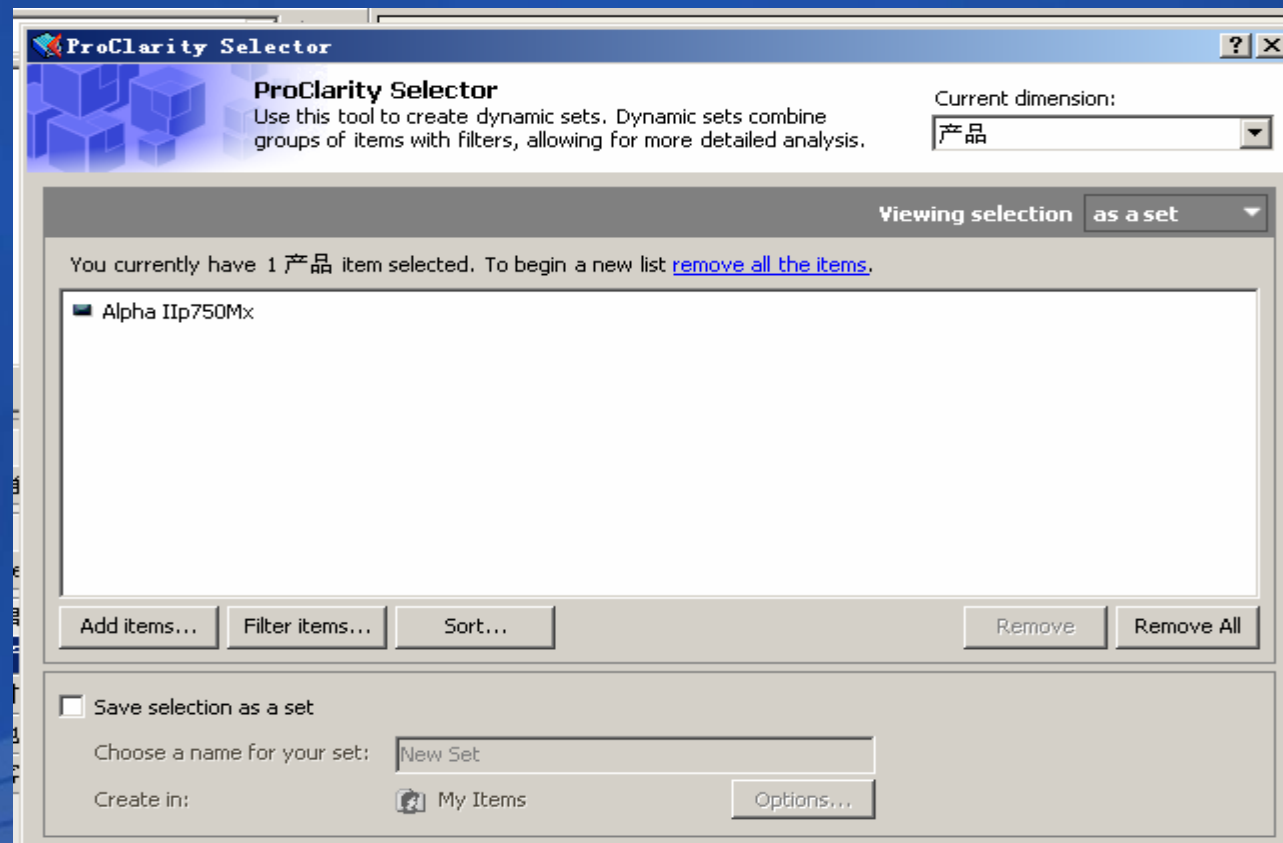 ProClarity Selector
ProClarity Selector
Use this tool to create dynamic sets. Dynamic sets combine
groups of items with filters, allowing for more detailed analysis.
Current dimension:
产品
Viewing selection as a set
You currently have 1 产品 item selected. To begin a new list remove all the items.
Alpha IIp750Mx
Add items... Filter items... Sort... Remove Remove All
Save selection as a set
Choose a name for your set: New Set
Create in: My Items Options...